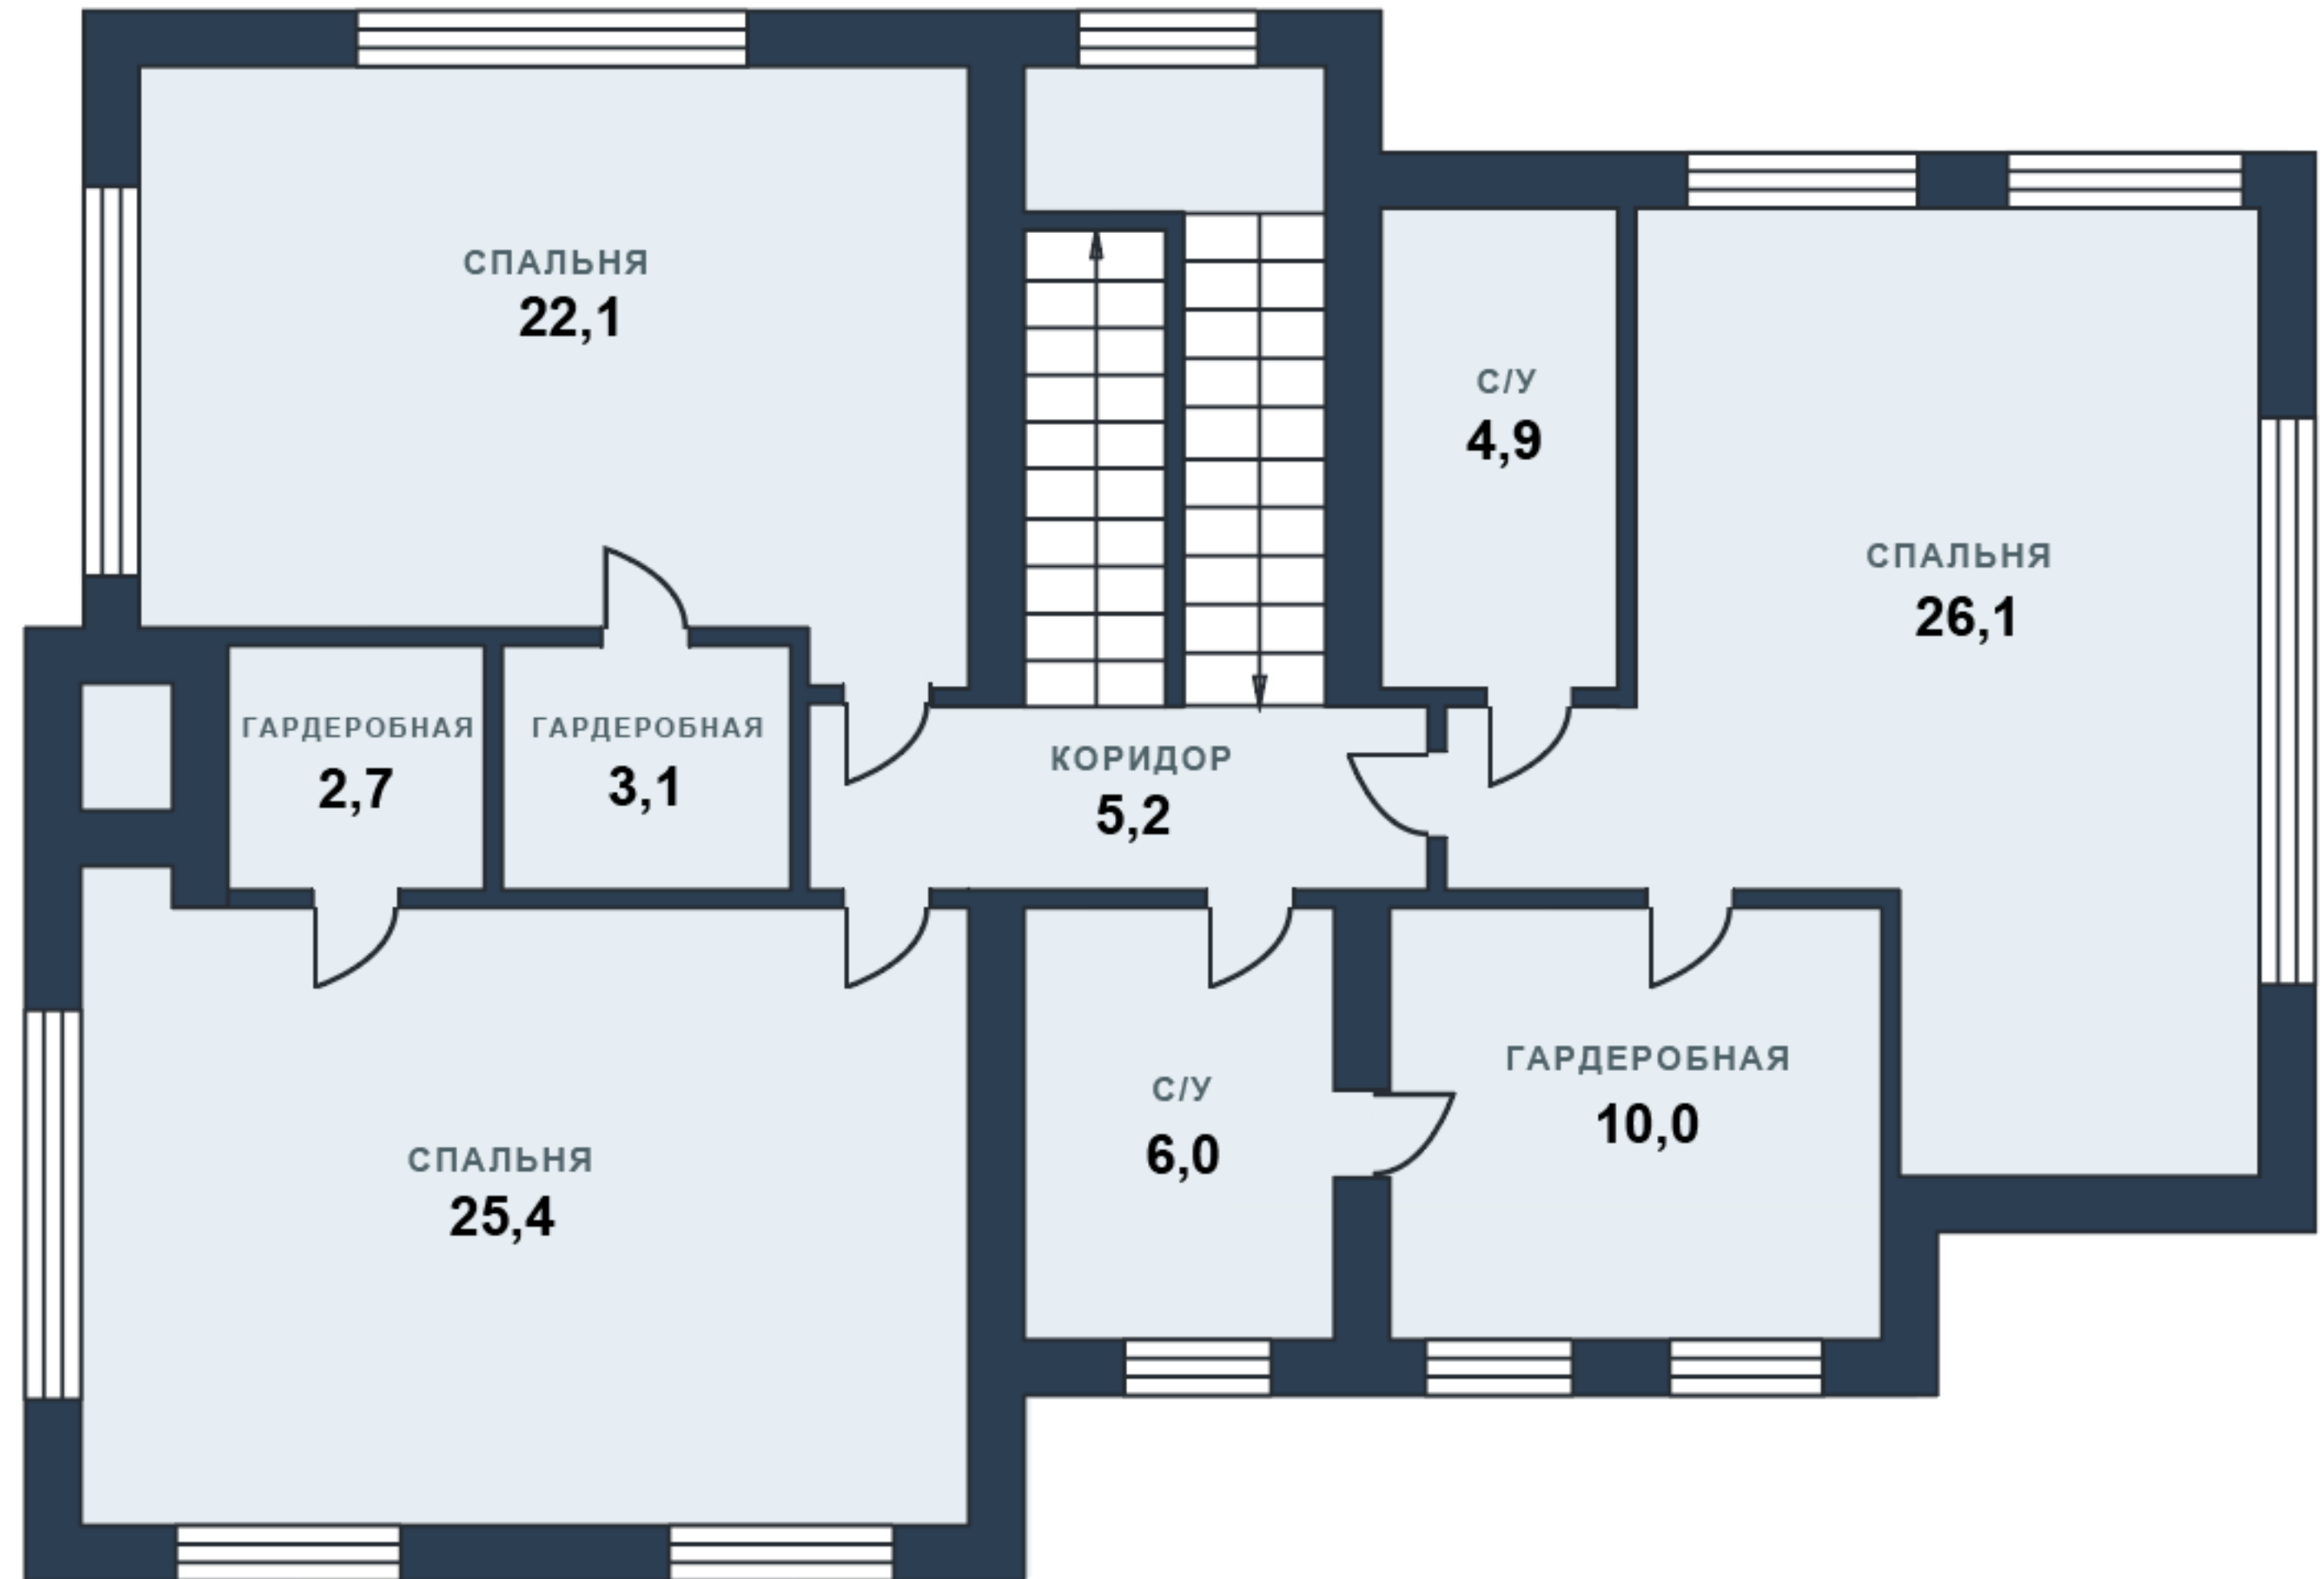 СПАЛЬНЯ
22,1
С/У
4,9
СПАЛЬНЯ
26,1
ГАРДЕРОБНАЯ
2,7
ГАРДЕРОБНАЯ
3,1
КОРИДОР
5,2
СПАЛЬНЯ
25,4
С/У
6,0
ГАРДЕРОБНАЯ
10,0